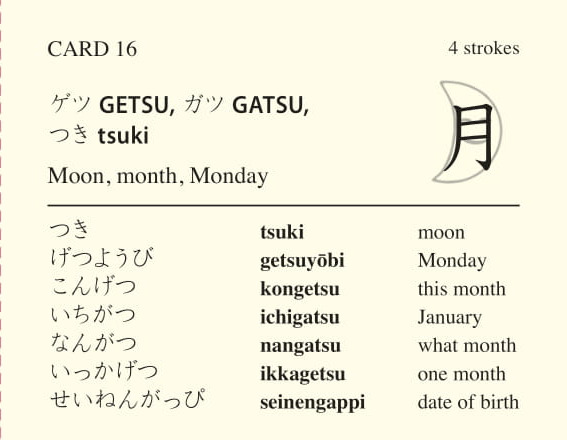 CARD 16 4 strokes
ゲツ GETSU, ガツ GATSU,
つき tsuki
月
Moon, month, Monday
つき tsuki moon
げつようび getsuyōbi Monday
こんげつ kongetsu this month
いちがつ ichigatsu January
なんがつ nangatsu what month
いっかげつ ikkagetsu one month
せいねんがっぴ seinengappi date of birth